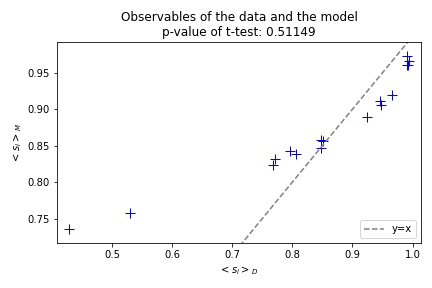 Observables of the data and the model
p-value of t-test: 0.51149
< s_i >_M
0.95
0.90
0.85
0.80
0.75
0.5
0.6
0.7
0.8
0.9
1.0
y=x
< s_i >_D